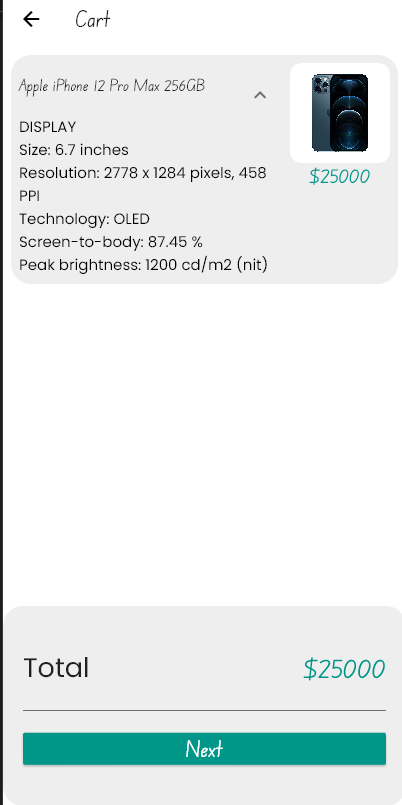 Cart
Apple iPhone 12 Pro Max 256GB
DISPLAY
Size: 6.7 inches
Resolution: 2778 x 1284 pixels, 458
PPI
Technology: OLED
Screen-to-body: 87.45 %
Peak brightness: 1200 cd/m2 (nit)
$25000
Total
$25000
Next